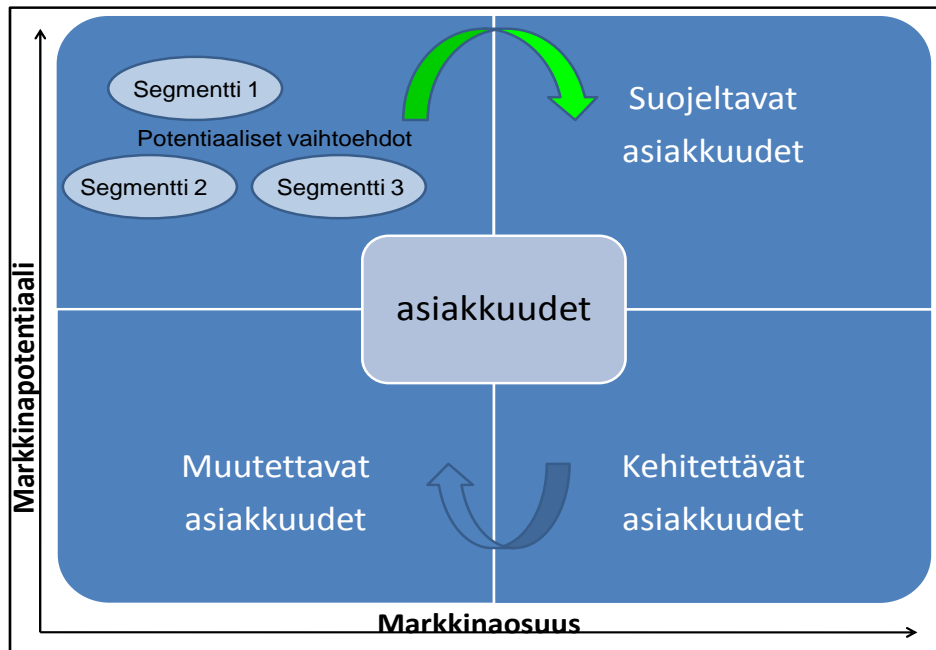 Segmentti 1
Potentiaaliset vaihtoehdot
Segmentti 2
Segmentti 3
Suojeltavat
asiakkuudet
asiakkuudet
Muutettavat
asiakkuudet
Kehitettävät
asiakkuudet
Markkinapotentiaali
Markkinaosuus